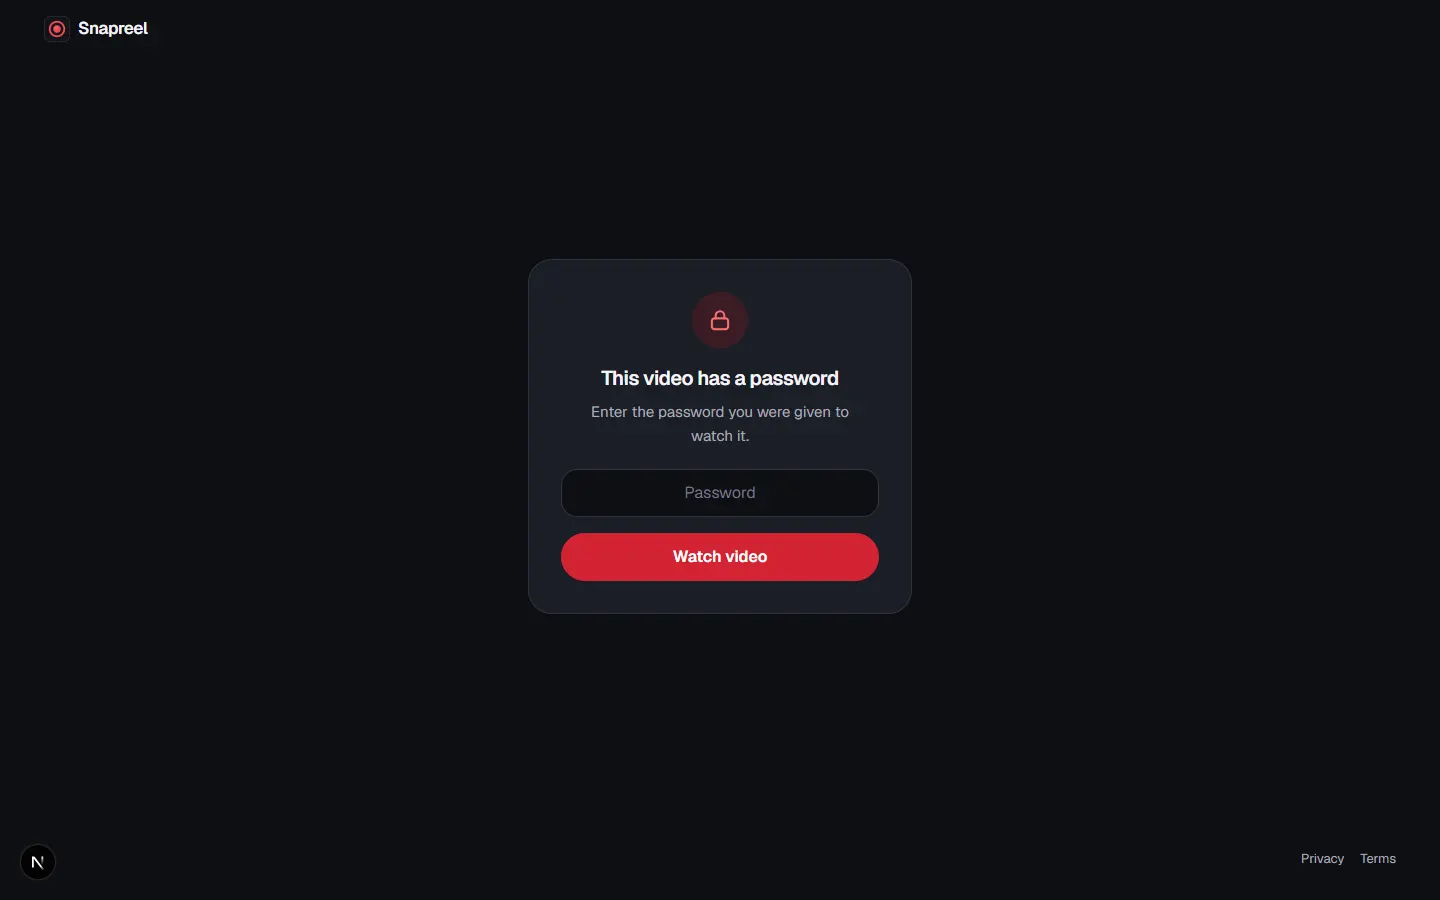 Snapreel
This video has a password
Enter the password you were given to
watch it.
Password
Watch video
N
Privacy Terms